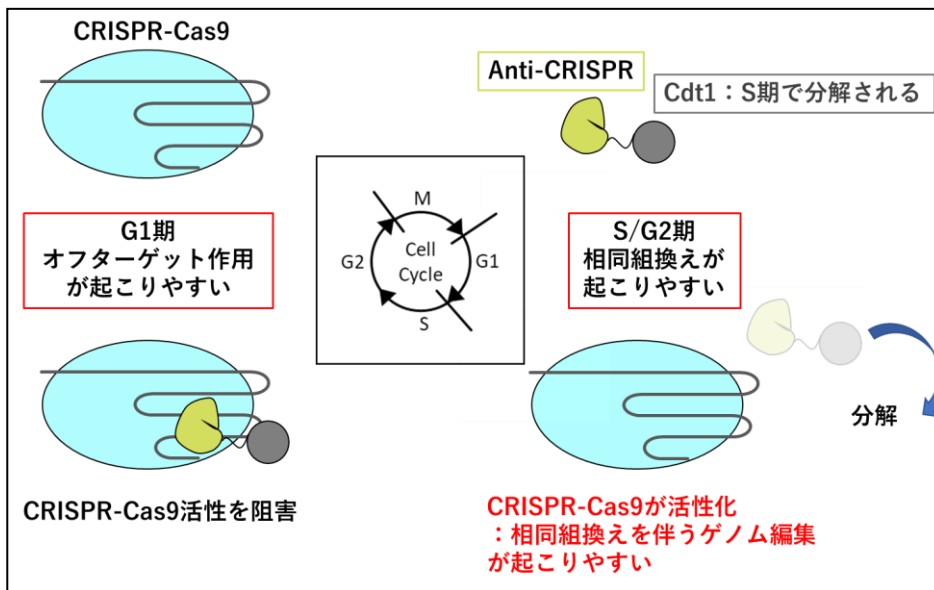 CRISPR-Cas9
Anti-CRISPR
Cdt1：S期で分解される
G1期
オフターゲット作用
が起こりやすい
M
G2
Cell
Cycle
G1
S
S/G2期
相同組換えが
起こりやすい
分解
CRISPR-Cas9活性を阻害
CRISPR-Cas9が活性化
：相同組換えを伴うゲノム編集
が起こりやすい